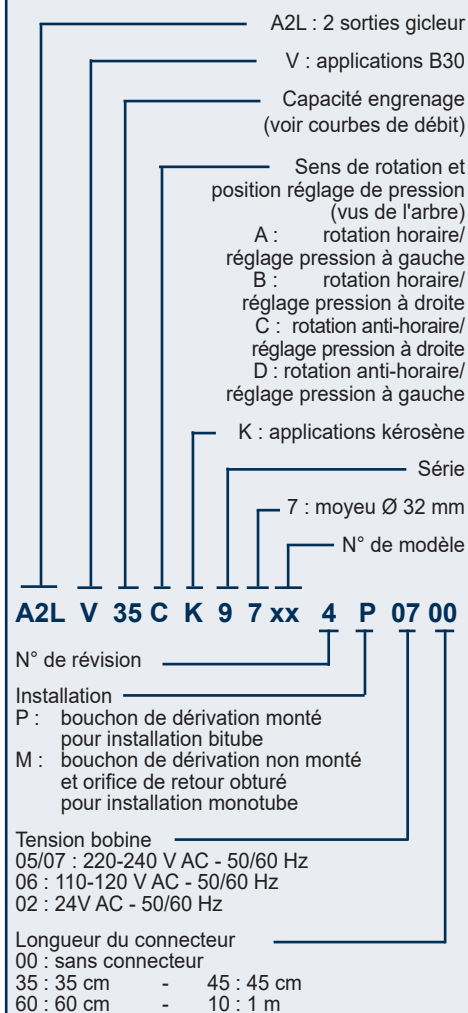 A2L : 2 sorties gicleur
V : applications B30
Capacité engrenage
(voir courbes de débit)
Sens de rotation et
position réglage de pression
(vus de l'arbre)
A : rotation horaire/
réglage pression à gauche
B : rotation horaire/
réglage pression à droite
C : rotation anti-horaire/
réglage pression à droite
D : rotation anti-horaire/
réglage pression à gauche
K : applications kérosène
Série
7 : moyeu Ø 32 mm
N° de modèle
A2L V 35 C K 9 7 xx 4 P 07 00
N° de révision
Installation
P : bouchon de dérivation monté
pour installation bitube
M : bouchon de dérivation non monté
et orifice de retour obturé
pour installation monotube
Tension bobine
05/07 : 220-240 V AC - 50/60 Hz
06 : 110-120 V AC - 50/60 Hz
02 : 24V AC - 50/60 Hz
Longueur du connecteur
00 : sans connecteur
35 : 35 cm - 45 : 45 cm
60 : 60 cm - 10 : 1 m